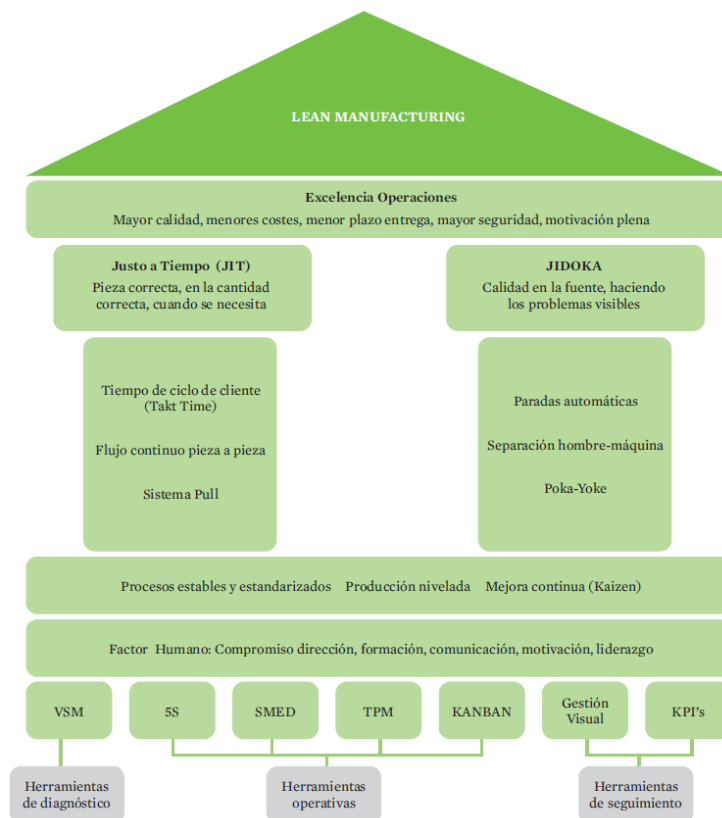 LEAN MANUFACTURING
Excelencia Operaciones
Mayor calidad, menores costes, menor plazo entrega, mayor seguridad, motivación plena
Justo a Tiempo (JIT)
Pieza correcta, en la cantidad
correcta, cuando se necesita
JIDOKA
Calidad en la fuente, haciendo
los problemas visibles
Tiempo de ciclo de cliente
(Takt Time)
Flujo continuo pieza a pieza
Sistema Pull
Paradas automáticas
Separación hombre-máquina
Poka-Yoke
Procesos estables y estandarizados Producción nivelada Mejora continua (Kaizen)
Factor Humano: Compromiso dirección, formación, comunicación, motivación, liderazgo
VSM
5S
SMED
TPM
KANBAN
Gestión
Visual
KPI's
Herramientas
de diagnóstico
Herramientas
operativas
Herramientas
de seguimiento